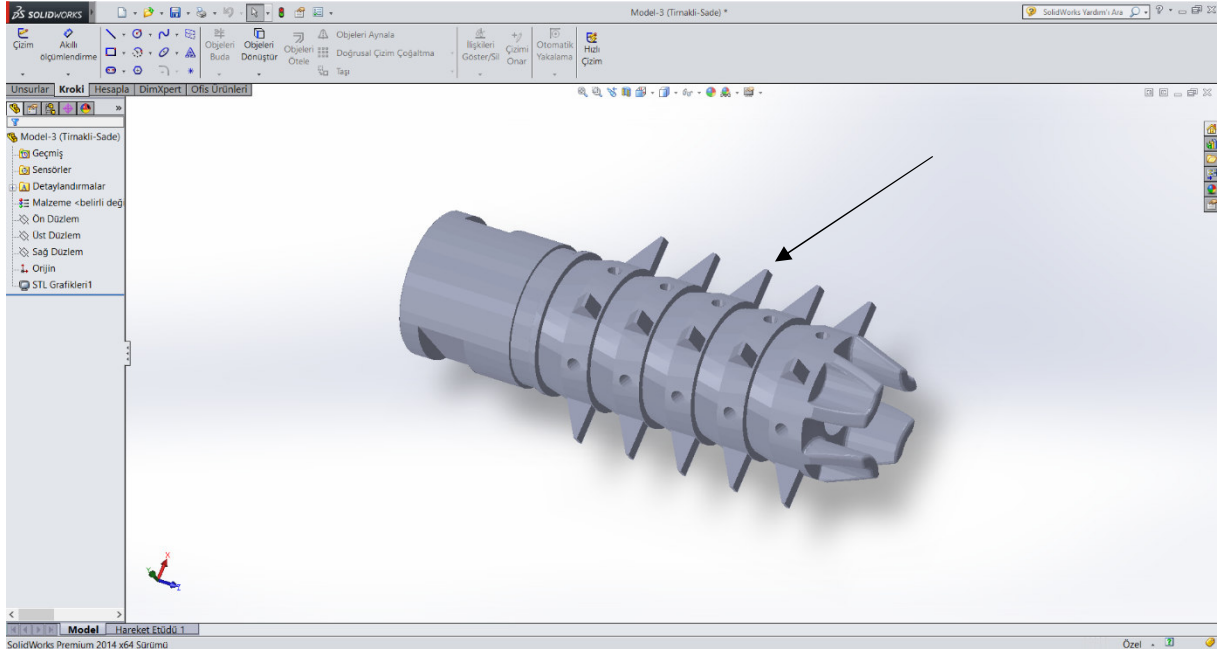 SOLIDWORKS
Model-3 (Tirnakli-Sade) *
SolidWorks Yardım'ı Ara
Çizim
Akıllı ölçümlendirme
Objeleri Buda
Objeleri Dönüştür
Objeleri Ötele
Objeleri Aynala
Doğrusal Çizim Çoğaltma
Taşı
İlişkileri Göster/Sil
Çizimi Onar
Otomatik Yakalama
Hızlı Çizim
Unsurlar Kroki Hesapla DimXpert Ofis Ürünleri
Model-3 (Tirnakli-Sade)
Geçmiş
Sensörler
Detaylandırmalar
Malzeme <belirli deği
Ön Düzlem
Üst Düzlem
Sağ Düzlem
Orijin
STL Grafikleri1
X
Y
Z
Model Hareket Etüdü 1
SolidWorks Premium 2014 x64 Sürümü
Özel